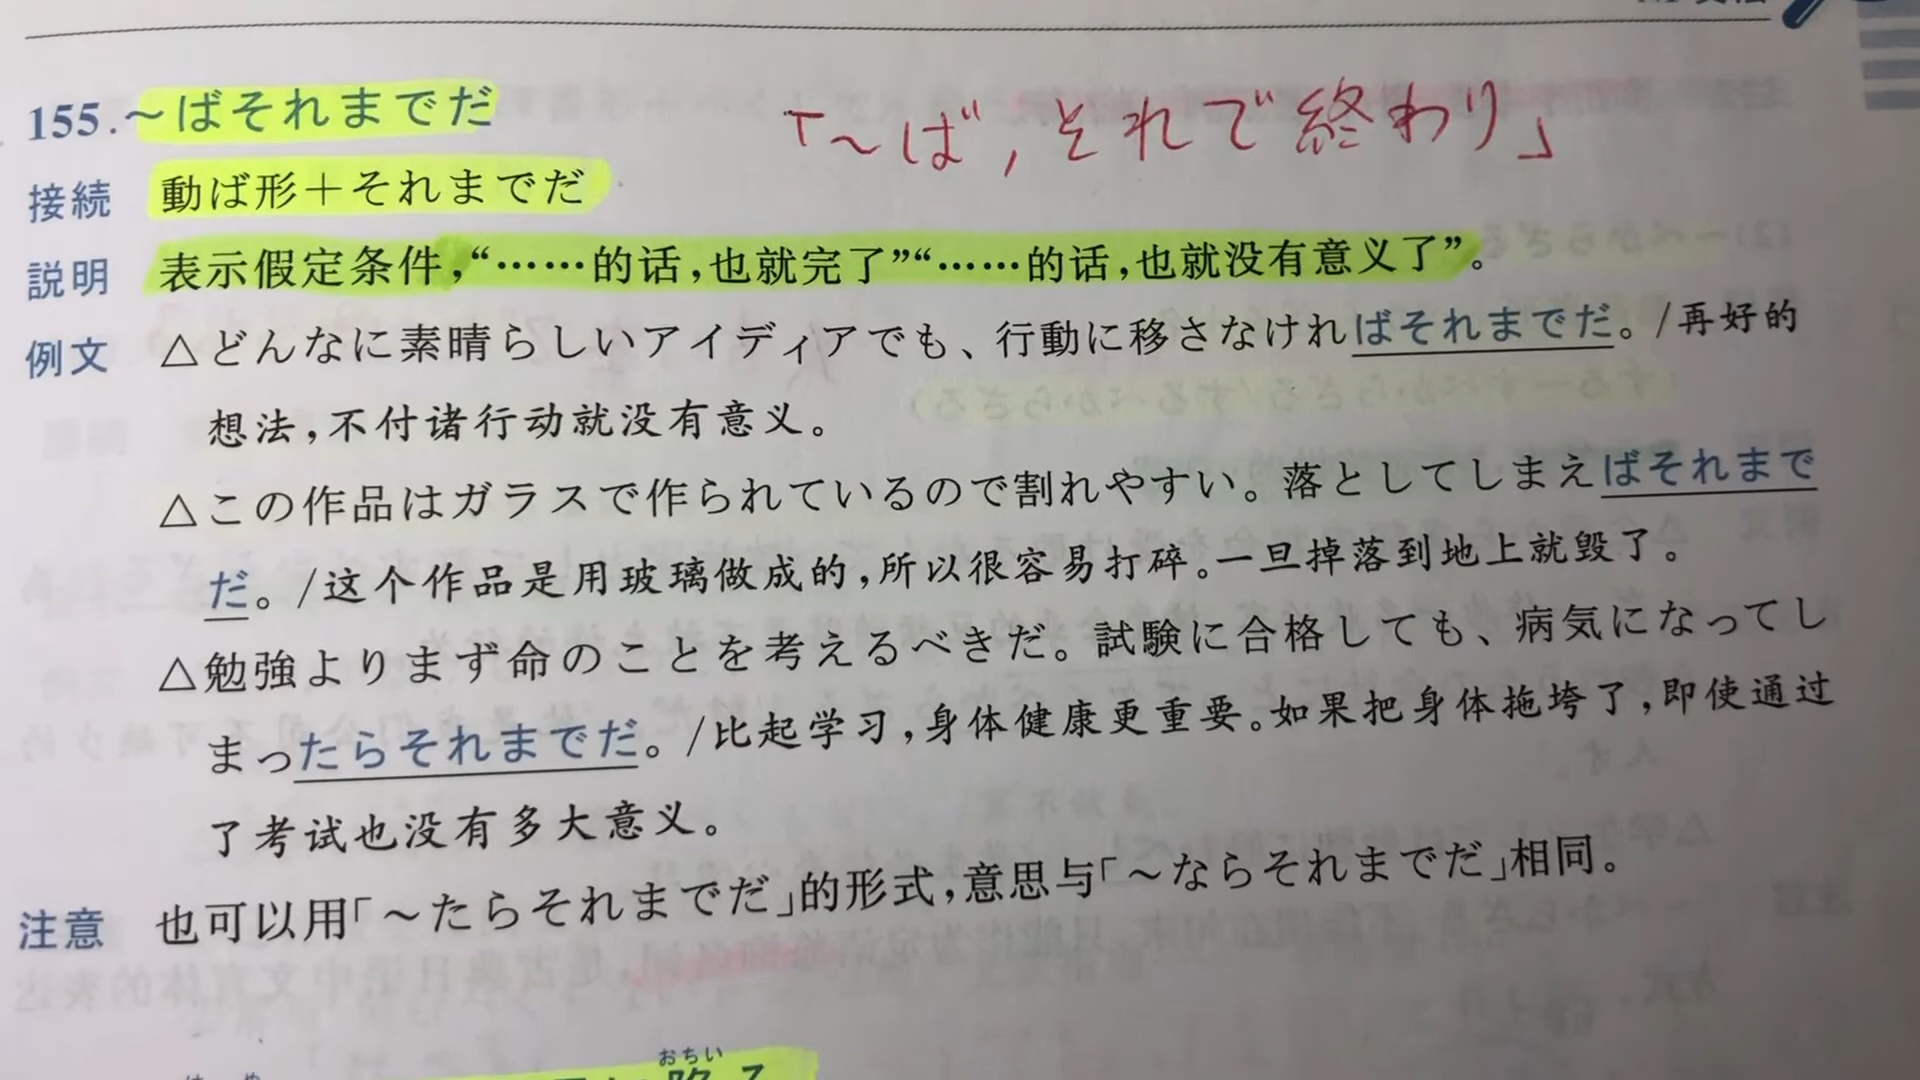 155.～ばそれまでだ
「～ば,それで終わり」
接続 動ば形＋それまでだ
説明 表示假定条件,“……的话,也就完了”“……的话,也就没有意义了”。
例文 △どんなに素晴らしいアイディアでも、行動に移さなければそれまでだ。/再好的
想法,不付诸行动就没有意义。
△この作品はガラスで作られているので割れやすい。落としてしまえばそれまで
だ。/这个作品是用玻璃做成的,所以很容易打碎。一旦掉落到地上就毁了。
△勉強よりまず命のことを考えるべきだ。試験に合格しても、病気になってし
まったらそれまでだ。/比起学习,身体健康更重要。如果把身体拖垮了,即使通过
了考试也没有多大意义。
注意 也可以用「～たらそれまでだ」的形式,意思与「～ならそれまでだ」相同。
おちい